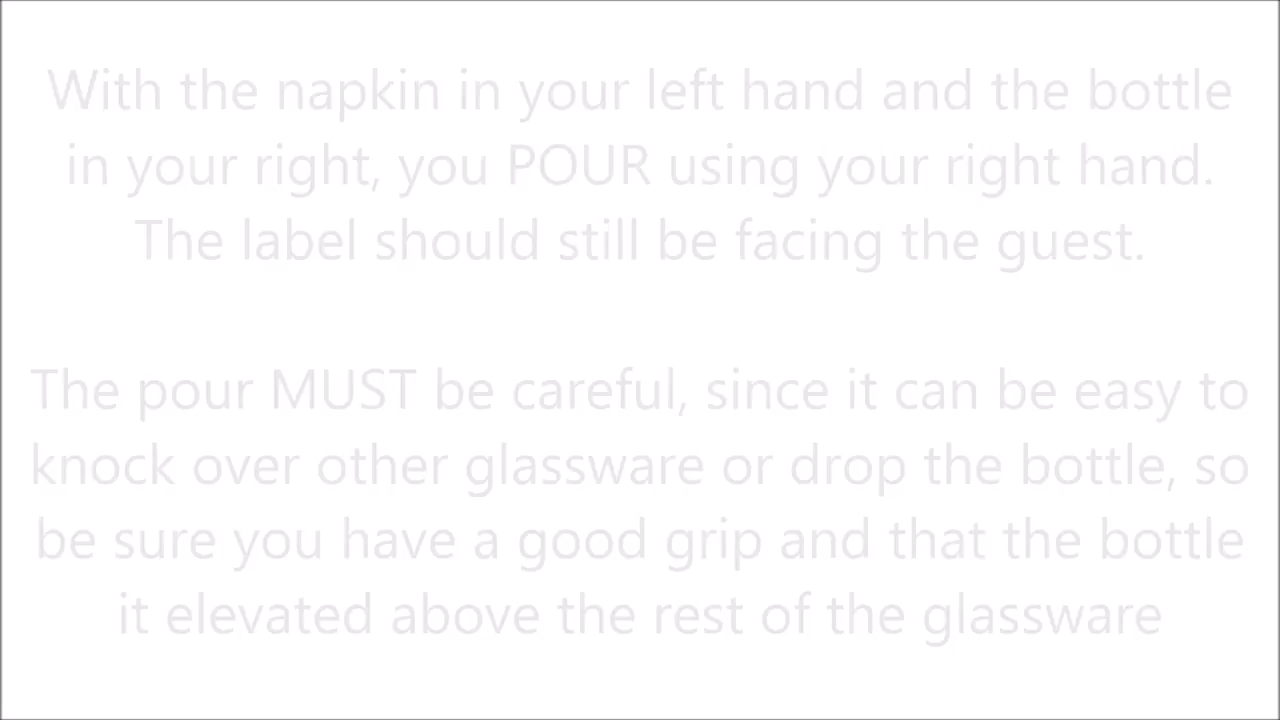 With the napkin in your left hand and the bottle
in your right, you POUR using your right hand.
The label should still be facing the guest.
The pour MUST be careful, since it can be easy to
knock over other glassware or drop the bottle, so
be sure you have a good grip and that the bottle
it elevated above the rest of the glassware